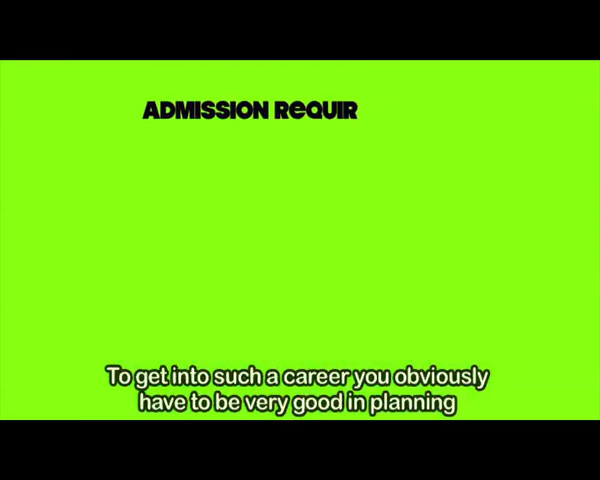 ADMISSION REQUIR
To get into such a career you obviously
have to be very good in planning